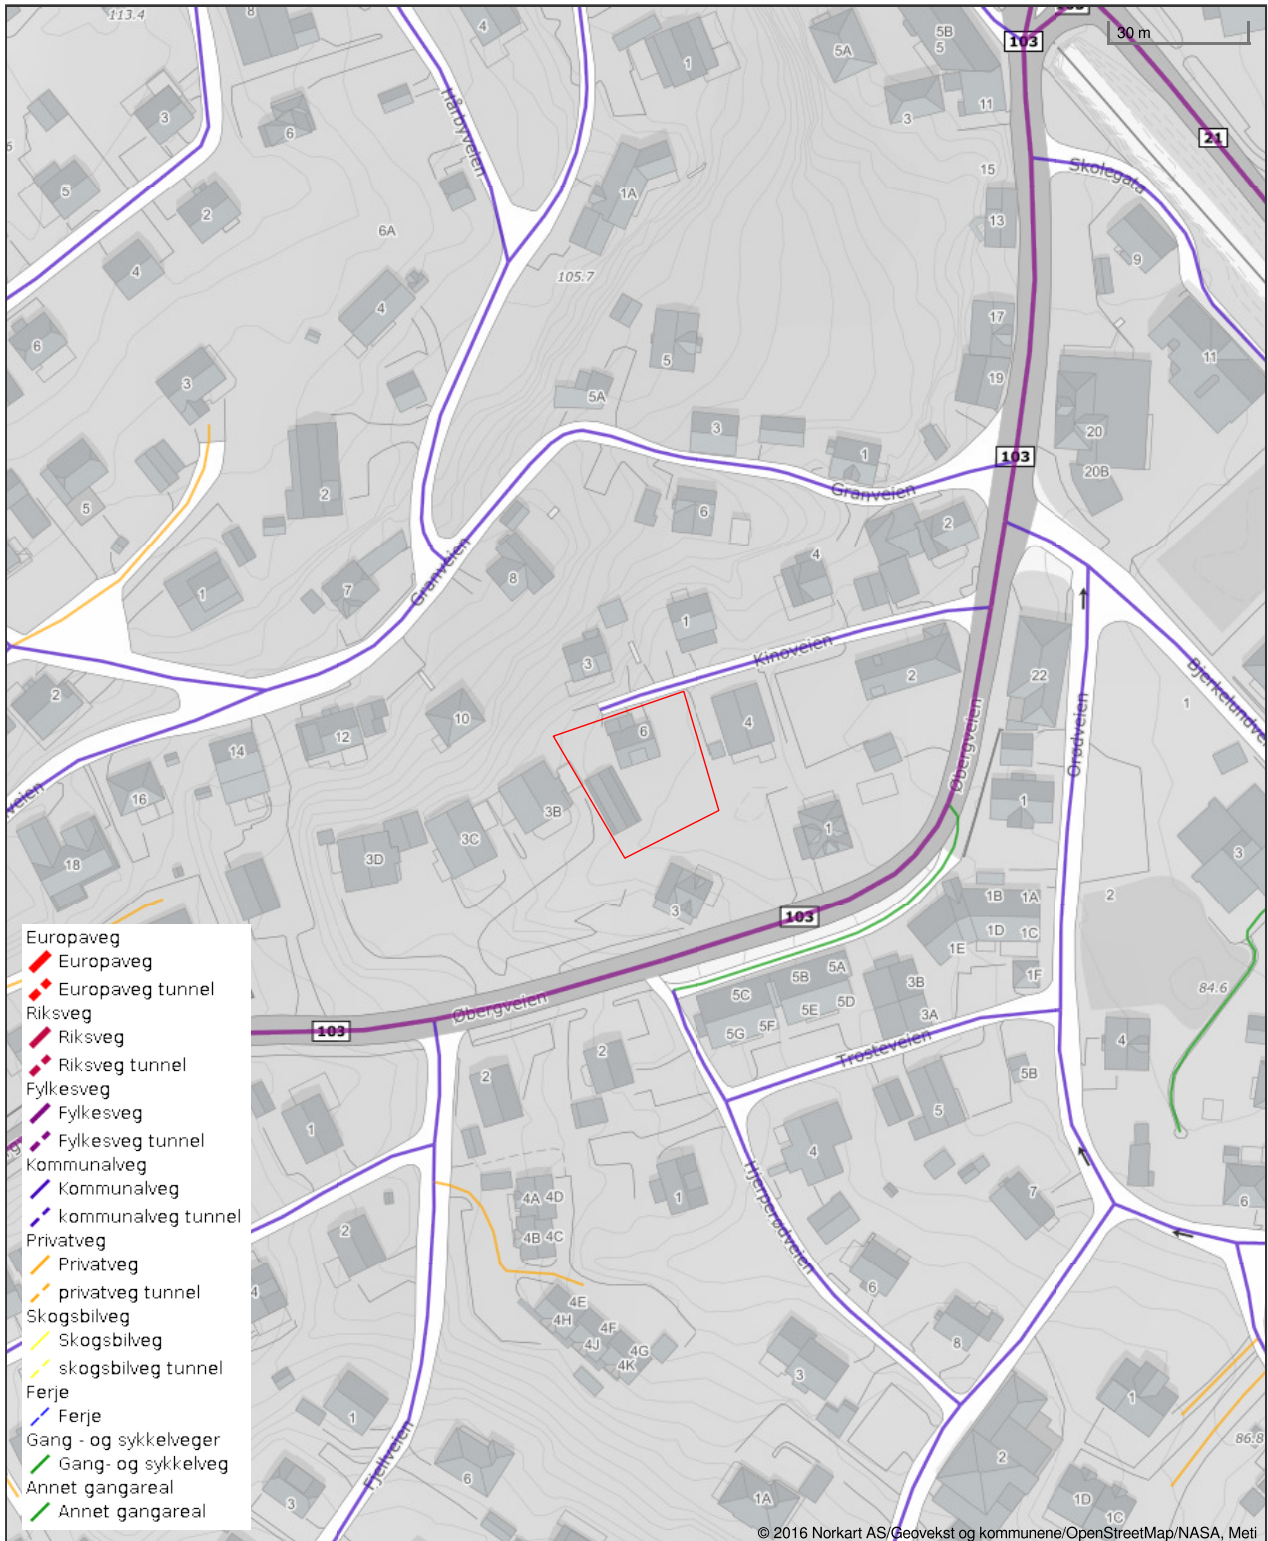 113.4
8
4
1
5A
5B
5
103
103
30 m
3
6
Hårbyveien
3
11
21
6
5
2
1A
15
Skolegata
13
6A
4
105.7
9
4
17
6
3
5
11
5A
19
3
20
1
103
20B
Granveien
5
2
6
2
4
8
Granveien
7
1
1
Kinoveien
3
2
22
Bjerkelundvei
2
1
10
6
4
Øbergveien
Orødveien
12
14
16
veien
3B
1
1
3C
3D
18
3
3
103
1B
1A
2
1D
1C
1E
1F
84.6
5A
5B
5C
5D
5E
5F
5G
3B
3A
Øbergveien
103
Trosteveien
4
2
2
5B
5
1
4
1
7
6
Hjerperødveien
4A
4D
4B
4C
2
4
6
4E
4H
4F
4J
4G
4K
8
3
1
1
86.8
Fjellveien
6
3
1A
2
1D
1C
Europaveg
Europaveg
Europaveg tunnel
Riksveg
Riksveg
Riksveg tunnel
Fylkesveg
Fylkesveg
Fylkesveg tunnel
Kommunalveg
Kommunalveg
kommunalveg tunnel
Privatveg
Privatveg
privatveg tunnel
Skogsbilveg
Skogsbilveg
skogsbilveg tunnel
Ferje
Ferje
Gang - og sykkelveger
Gang- og sykkelveg
Annet gangareal
Annet gangareal
© 2016 Norkart AS/Geovekst og kommunene/OpenStreetMap/NASA, Meti